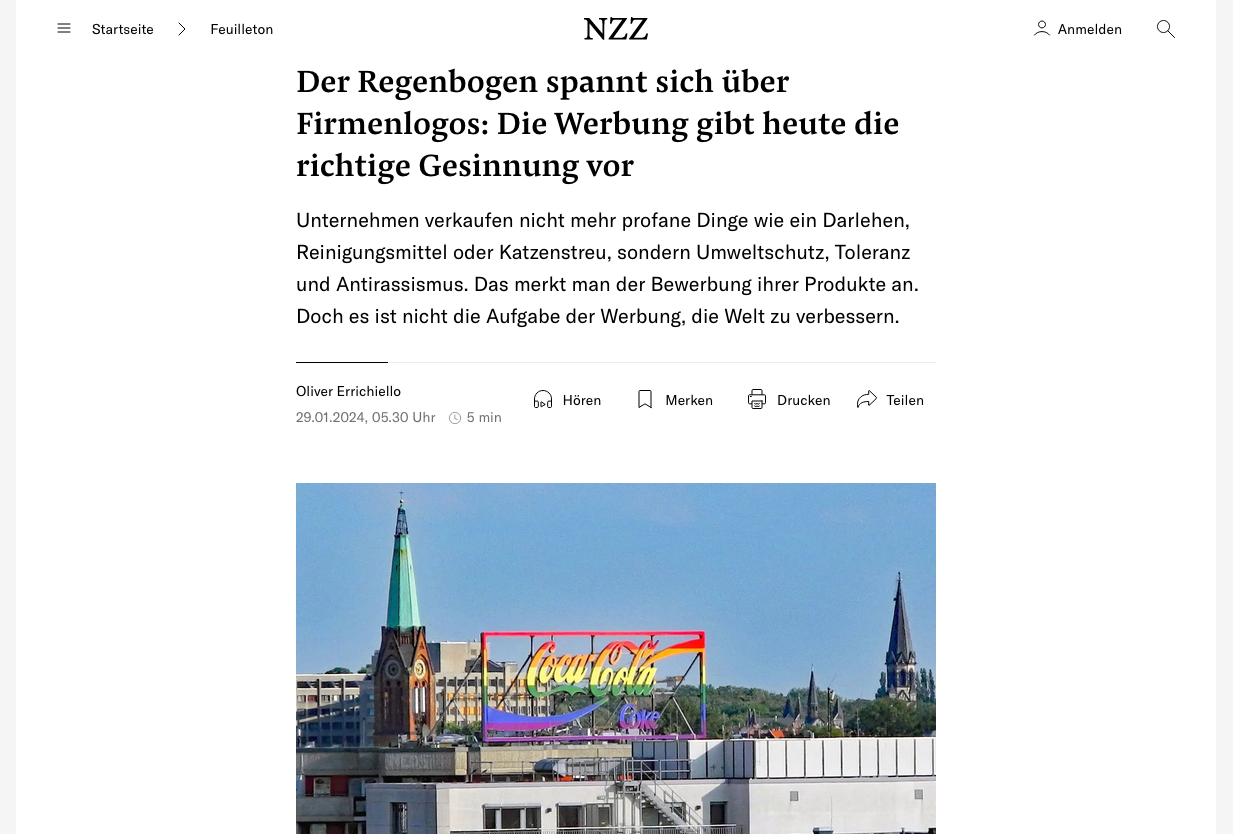 Startseite
Feuilleton
NZZ
Anmelden
Der Regenbogen spannt sich über
Firmenlogos: Die Werbung gibt heute die
richtige Gesinnung vor
Unternehmen verkaufen nicht mehr profane Dinge wie ein Darlehen,
Reinigungsmittel oder Katzenstreu, sondern Umweltschutz, Toleranz
und Antirassismus. Das merkt man der Bewerbung ihrer Produkte an.
Doch es ist nicht die Aufgabe der Werbung, die Welt zu verbessern.
Oliver Errichiello
29.01.2024, 05.30 Uhr
5 min
Hören
Merken
Drucken
Teilen
Coca-Cola
Coke